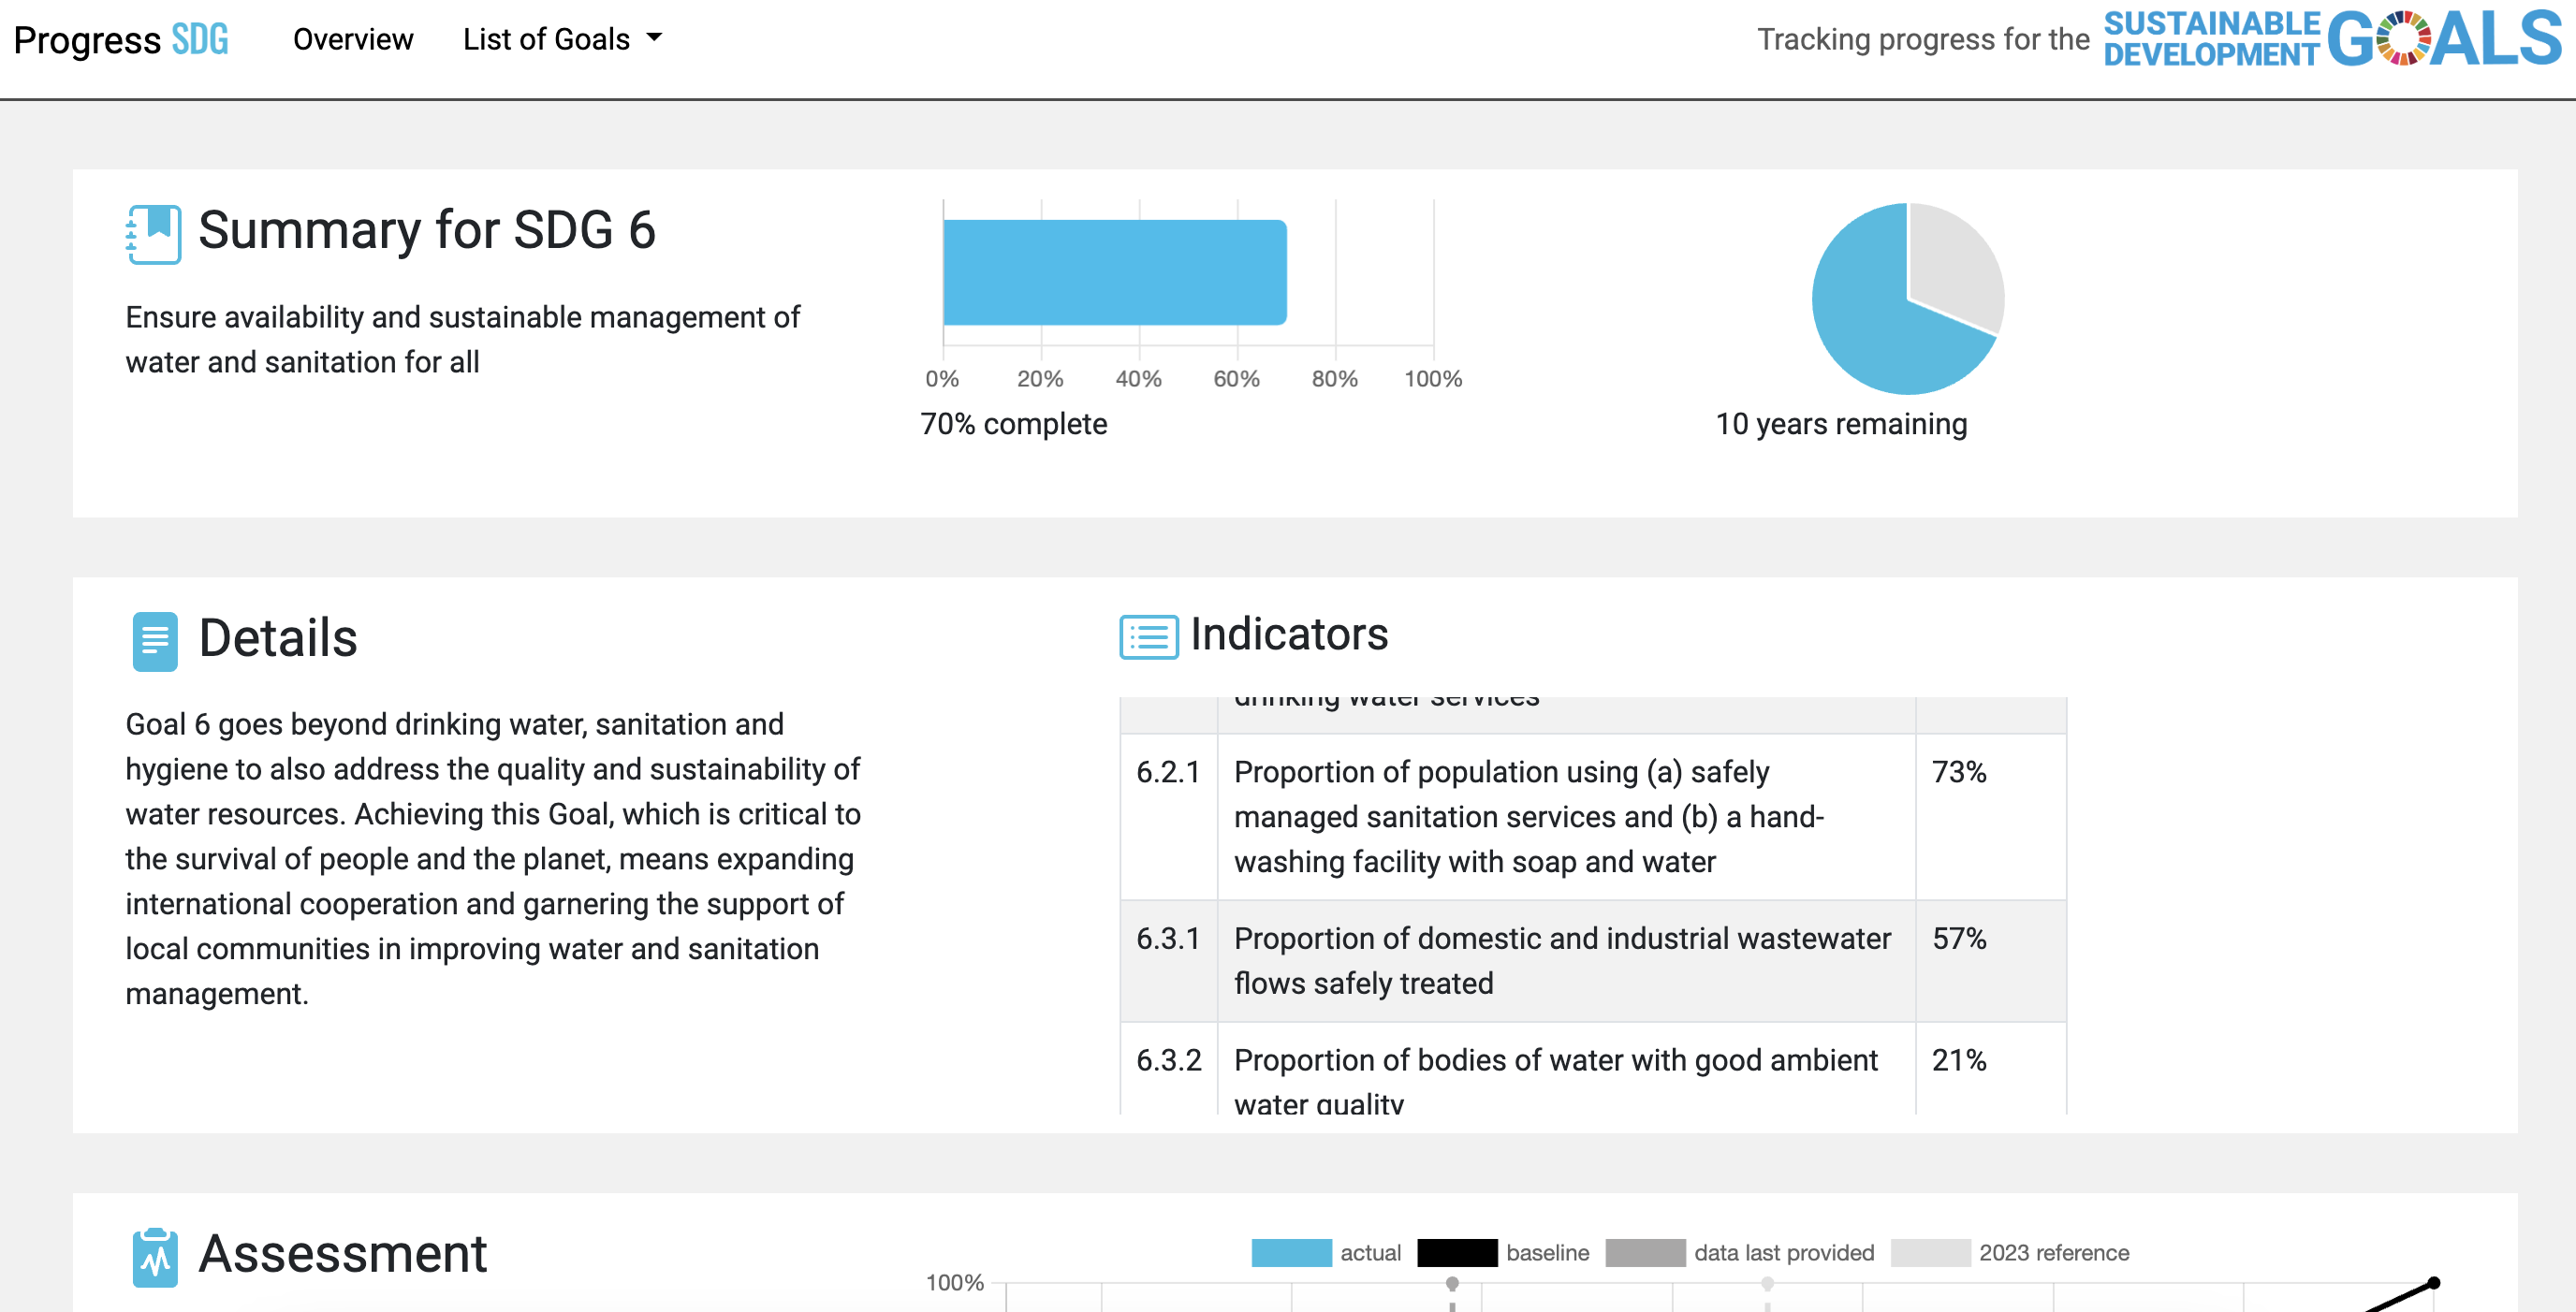 Progress SDG Overview List of Goals Tracking progress for the SUSTAINABLE DEVELOPMENT GOALS
Summary for SDG 6
Ensure availability and sustainable management of
water and sanitation for all
0% 20% 40% 60% 80% 100%
70% complete
10 years remaining
Details
Goal 6 goes beyond drinking water, sanitation and
hygiene to also address the quality and sustainability of
water resources. Achieving this Goal, which is critical to
the survival of people and the planet, means expanding
international cooperation and garnering the support of
local communities in improving water and sanitation
management.
Indicators
drinking water services
6.2.1 Proportion of population using (a) safely 73%
managed sanitation services and (b) a hand-
washing facility with soap and water
6.3.1 Proportion of domestic and industrial wastewater 57%
flows safely treated
6.3.2 Proportion of bodies of water with good ambient 21%
water quality
Assessment
actual baseline data last provided 2023 reference
100%